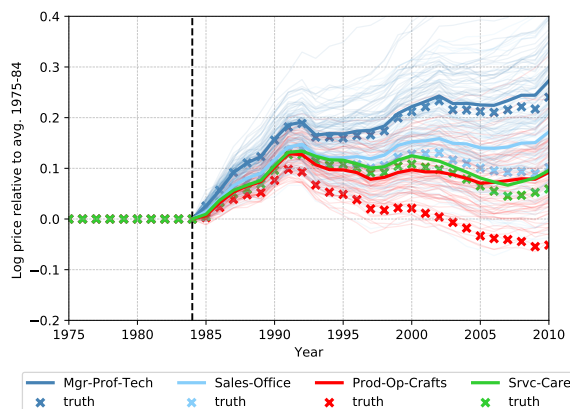 0.4
0.3
0.2
0.1
0.0
−0.1
−0.2
Log price relative to avg. 1975-84
1975 1980 1985 1990 1995 2000 2005 2010
Year
Mgr-Prof-Tech Sales-Office Prod-Op-Crafts Srvc-Care
truth truth truth truth